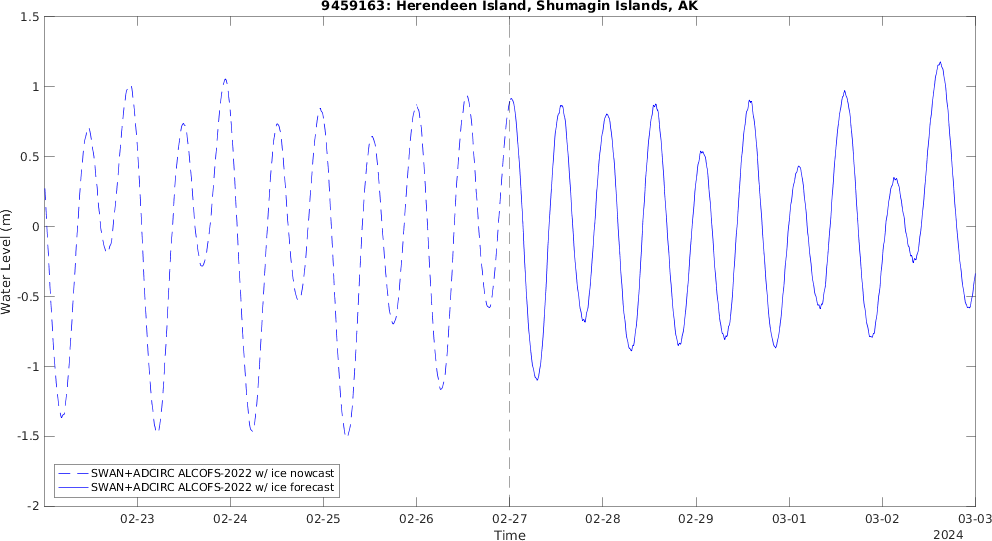 9459163: Herendeen Island, Shumagin Islands, AK
Water Level (m)
1.5
1
0.5
0
-0.5
-1
-1.5
-2
SWAN+ADCIRC ALCOFS-2022 w/ ice nowcast
SWAN+ADCIRC ALCOFS-2022 w/ ice forecast
02-23 02-24 02-25 02-26 02-27 02-28 02-29 03-01 03-02 03-03
Time
2024